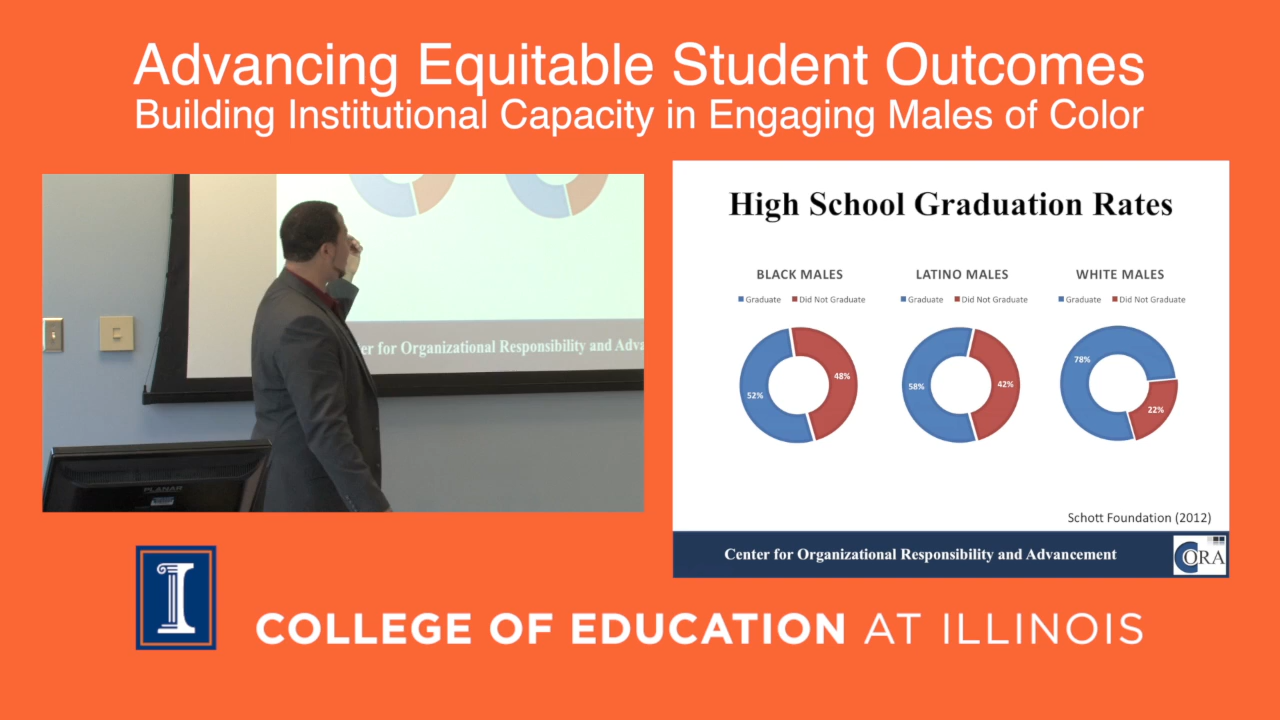 Advancing Equitable Student Outcomes
Building Institutional Capacity in Engaging Males of Color
er for Organizational Responsibility and Adva
PLANAR
High School Graduation Rates
BLACK MALES
Graduate Did Not Graduate
52%
48%
LATINO MALES
Graduate Did Not Graduate
58%
42%
WHITE MALES
Graduate Did Not Graduate
78%
22%
Schott Foundation (2012)
Center for Organizational Responsibility and Advancement
CORA
I
COLLEGE OF EDUCATION AT ILLINOIS